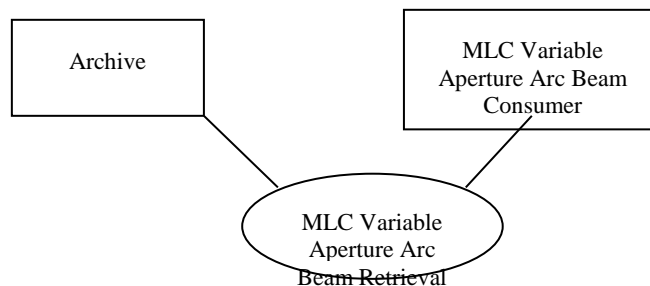 Archive
MLC Variable
Aperture Arc Beam
Consumer
MLC Variable
Aperture Arc
Beam Retrieval